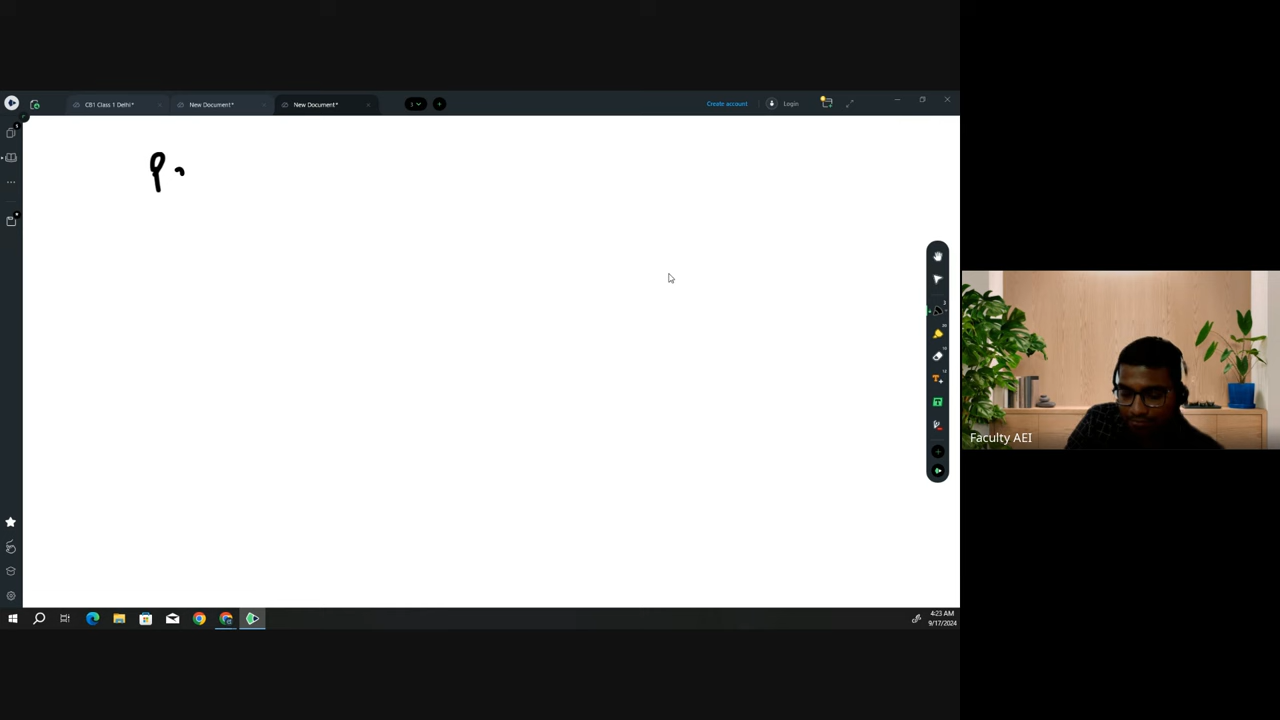 CB1 Class 1 Delhi*
New Document*
New Document*
1
Create account
Login
P
Faculty AEI
4:23 AM
9/17/2024